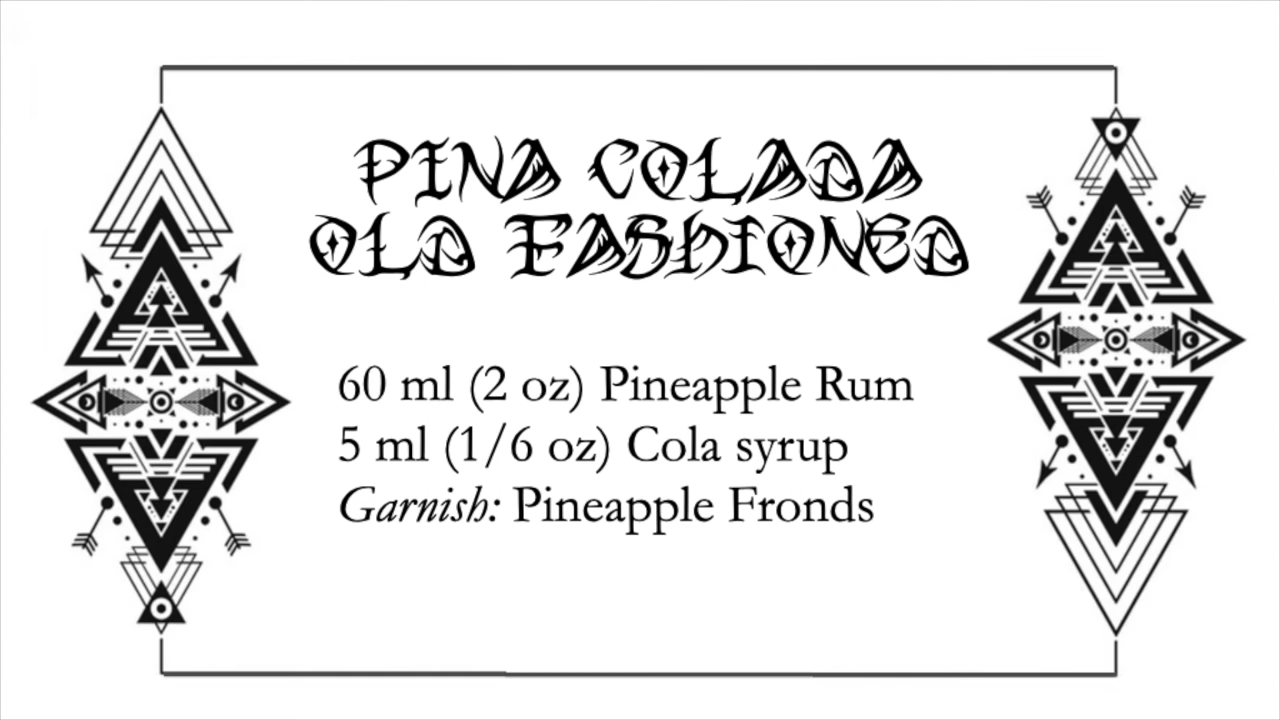 PINA COLADA
OLD FASHIONED
60 ml (2 oz) Pineapple Rum
5 ml (1/6 oz) Cola syrup
Garnish: Pineapple Fronds